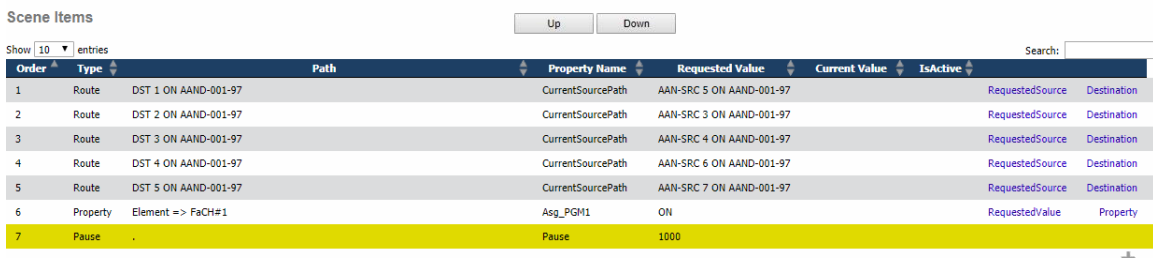 Scene Items
Up Down
Show 10 entries Search:
Order Type Path Property Name Requested Value Current Value IsActive
1 Route DST 1 ON AAND-001-97 CurrentSourcePath AAN-SRC 5 ON AAND-001-97 RequestedSource Destination
2 Route DST 2 ON AAND-001-97 CurrentSourcePath AAN-SRC 3 ON AAND-001-97 RequestedSource Destination
3 Route DST 3 ON AAND-001-97 CurrentSourcePath AAN-SRC 4 ON AAND-001-97 RequestedSource Destination
4 Route DST 4 ON AAND-001-97 CurrentSourcePath AAN-SRC 6 ON AAND-001-97 RequestedSource Destination
5 Route DST 5 ON AAND-001-97 CurrentSourcePath AAN-SRC 7 ON AAND-001-97 RequestedSource Destination
6 Property Element => FaCH#1 Asg_PGM1 ON RequestedValue Property
7 Pause . Pause 1000